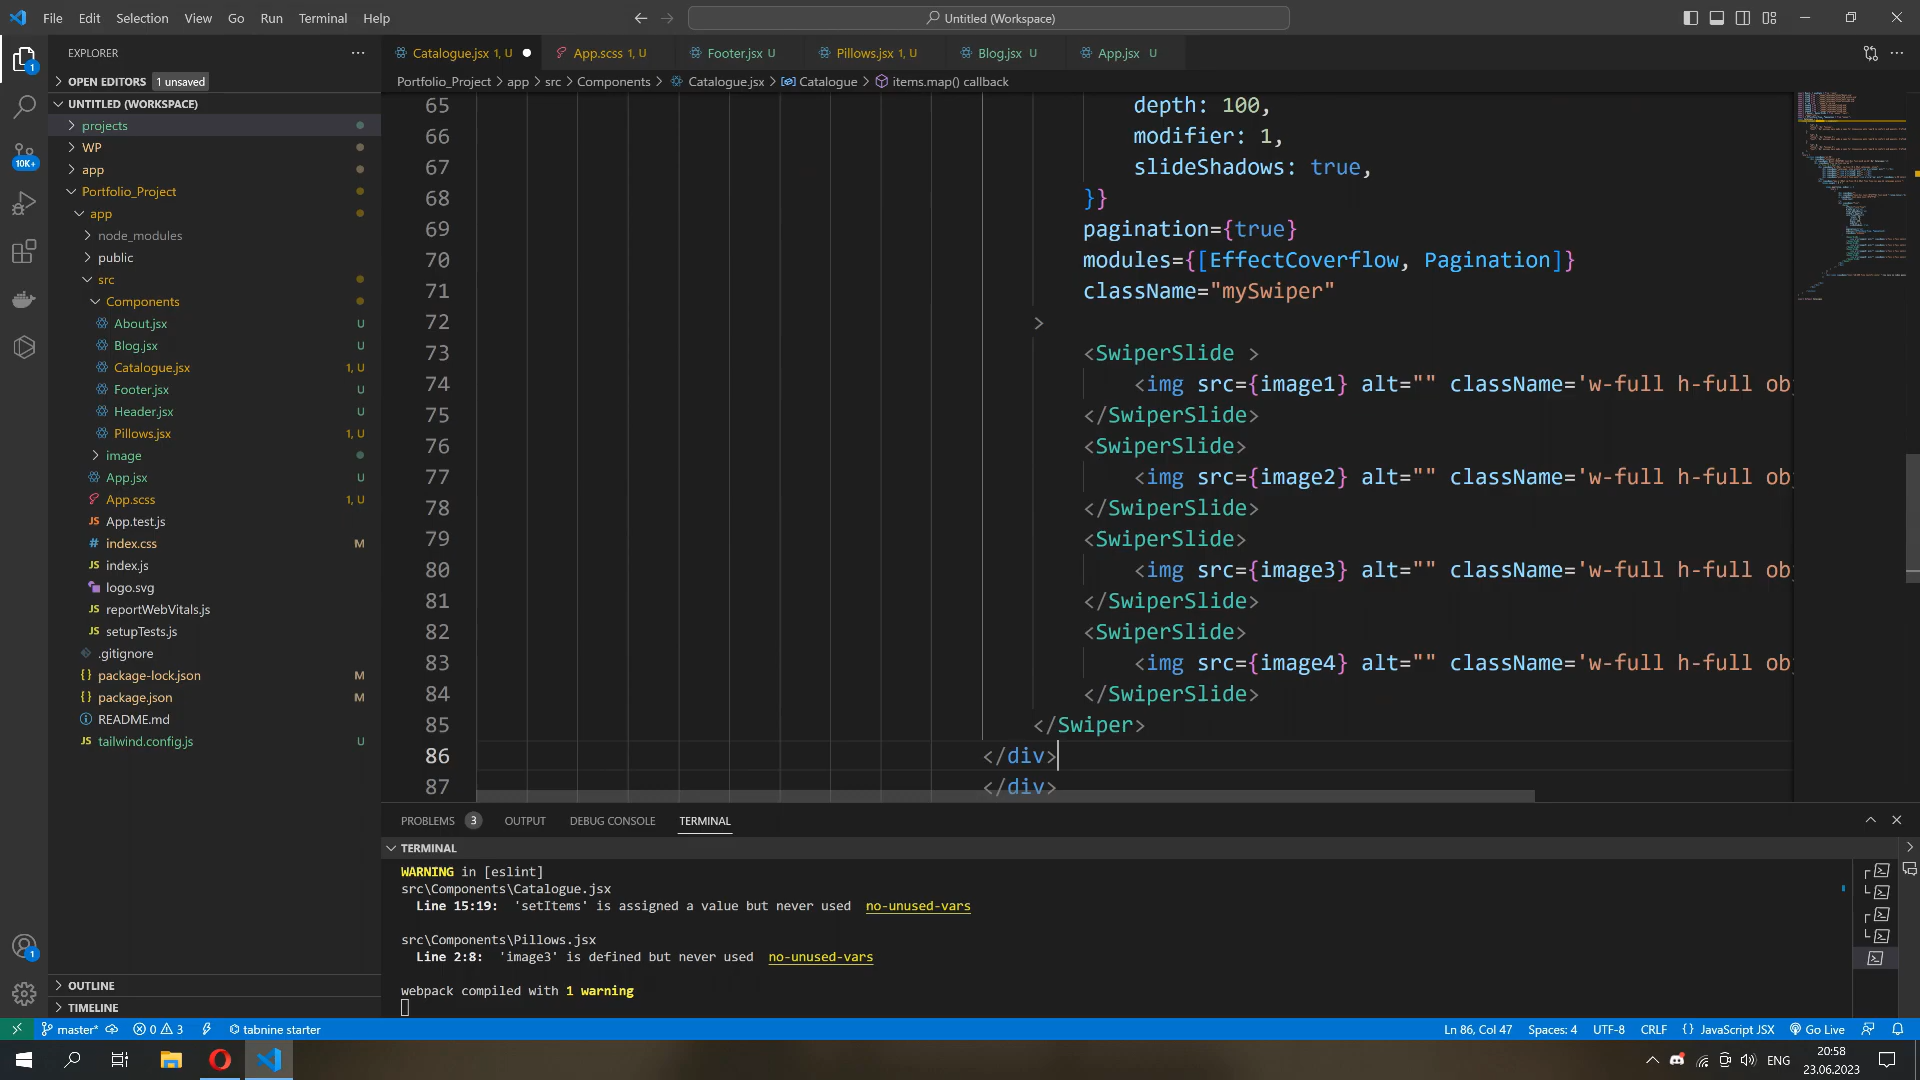 File Edit Selection View Go Run Terminal Help
Untitled (Workspace)
EXPLORER
OPEN EDITORS 1 unsaved
UNTITLED (WORKSPACE)
projects
WP
app
Portfolio_Project
app
node_modules
public
src
Components
About.jsx U
Blog.jsx U
Catalogue.jsx 1, U
Footer.jsx U
Header.jsx U
Pillows.jsx 1, U
image
App.jsx U
App.scss 1, U
App.test.js
index.css M
index.js
logo.svg
reportWebVitals.js
setupTests.js
.gitignore
package-lock.json M
package.json M
README.md
tailwind.config.js U
OUTLINE
TIMELINE
1
10K+
1
Catalogue.jsx 1, U App.scss 1, U Footer.jsx U Pillows.jsx 1, U Blog.jsx U App.jsx U
Portfolio_Project > app > src > Components > Catalogue.jsx > Catalogue > items.map() callback
65 depth: 100,
66 modifier: 1,
67 slideShadows: true,
68 }}
69 pagination={true}
70 modules={[EffectCoverflow, Pagination]}
71 className="mySwiper"
72 >
73 <SwiperSlide >
74 <img src={image1} alt="" className='w-full h-full ob
75 </SwiperSlide>
76 <SwiperSlide>
77 <img src={image2} alt="" className='w-full h-full ob
78 </SwiperSlide>
79 <SwiperSlide>
80 <img src={image3} alt="" className='w-full h-full ob
81 </SwiperSlide>
82 <SwiperSlide>
83 <img src={image4} alt="" className='w-full h-full ob
84 </SwiperSlide>
85 </Swiper>
86 </div>
87 </div>
PROBLEMS 3 OUTPUT DEBUG CONSOLE TERMINAL
TERMINAL
WARNING in [eslint]
src\Components\Catalogue.jsx
Line 15:19: 'setItems' is assigned a value but never used no-unused-vars
src\Components\Pillows.jsx
Line 2:8: 'image3' is defined but never used no-unused-vars
webpack compiled with 1 warning
master* 0 3 tabnine starter
Ln 86, Col 47 Spaces: 4 UTF-8 CRLF {} JavaScript JSX Go Live
ENG
20:58
23.06.2023